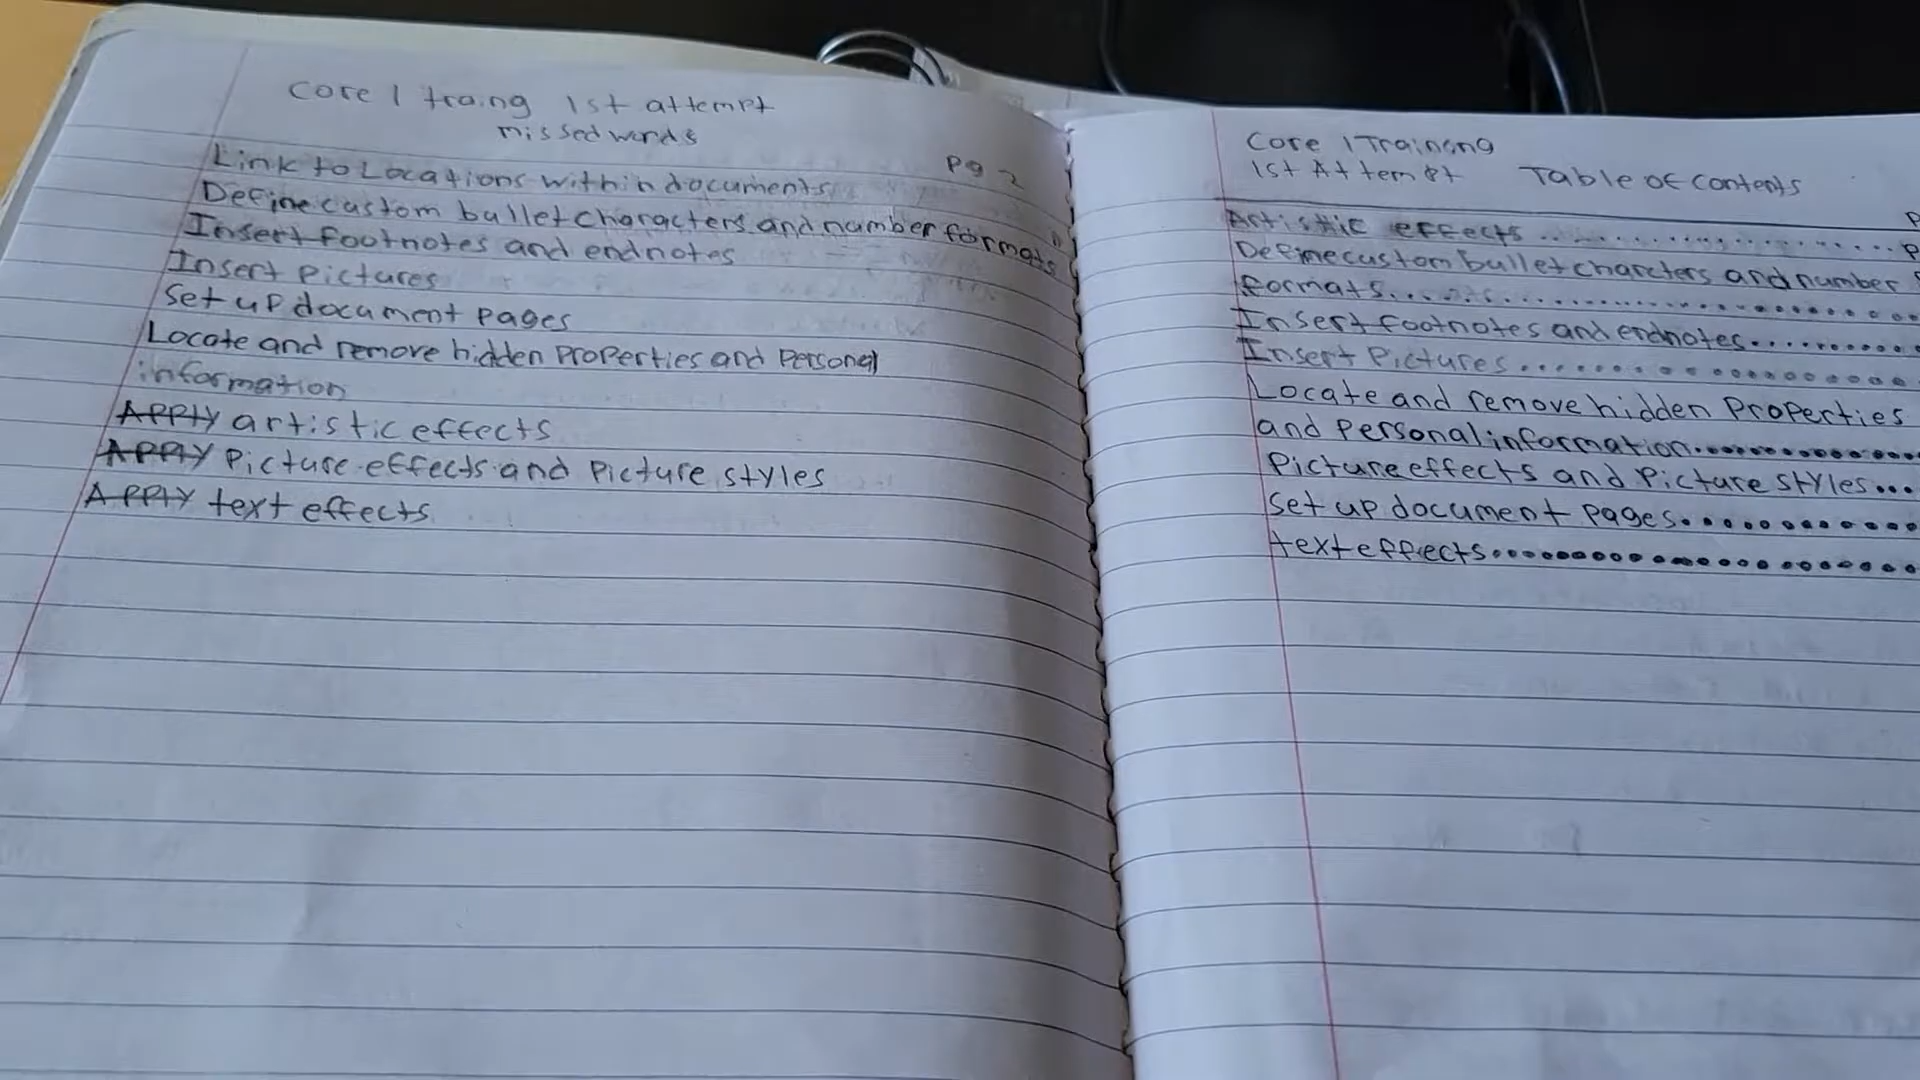 Core 1 traing 1st attempt
missed words
pg 2
Link to Locations within documents
Define custom bullet characters and number formats
Insert footnotes and endnotes
Insert pictures
Set up document pages
Locate and remove hidden properties and personal
information
Apply artistic effects
Apply picture effects and picture styles
Apply text effects
Core 1 Training
1st Attempt Table of contents
Artistic effects....................
Define custom bullet charcters and number
formats....................
Insert footnotes and endnotes..........
Insert Pictures....................
Locate and remove hidden Properties
and personal information..............
Picture effects and Picture styles...
Set up document pages.............
text effects....................